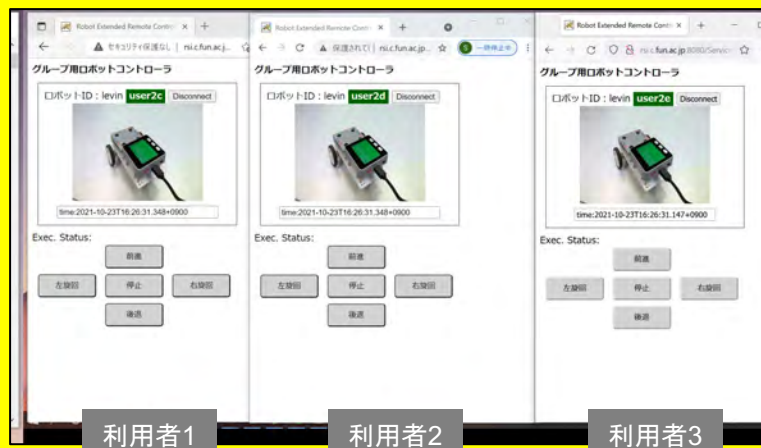 Robot Extended Remote Contr × +
セキュリティ保護なし | rsi.c.fun.ac.j...
グループ用ロボットコントローラ
ロボットID : levin user2c Disconnect
time:2021-10-23T16:26:31.348+0900
Exec. Status:
前進
左旋回 停止 右旋回
後退
利用者1
Robot Extended Remote Contr × +
保護されて | rsi.c.fun.ac.jp...
グループ用ロボットコントローラ
ロボットID : levin user2d Disconnect
time:2021-10-23T16:26:31.348+0900
Exec. Status:
前進
左旋回 停止 右旋回
後退
利用者2
Robot Extended Remote Contr × +
rsi.c.fun.ac.jp:8080/Service
グループ用ロボットコントローラ
ロボットID : levin user2e Disconnect
time:2021-10-23T16:26:31.147+0900
Exec. Status:
前進
左旋回 停止 右旋回
後退
利用者3